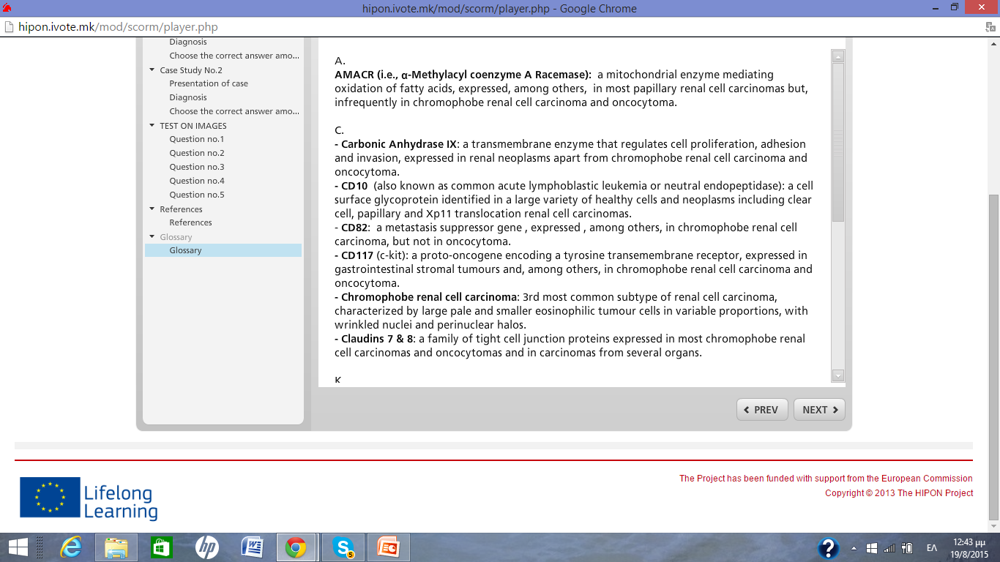 hipon.ivote.mk/mod/scorm/player.php - Google Chrome
hipon.ivote.mk/mod/scorm/player.php
Diagnosis
Choose the correct answer amo...
Case Study No.2
Presentation of case
Diagnosis
Choose the correct answer amo...
TEST ON IMAGES
Question no.1
Question no.2
Question no.3
Question no.4
Question no.5
References
References
Glossary
Glossary
A.
AMACR (i.e., α-Methylacyl coenzyme A Racemase): a mitochondrial enzyme mediating
oxidation of fatty acids, expressed, among others, in most papillary renal cell carcinomas but,
infrequently in chromophobe renal cell carcinoma and oncocytoma.
C.
- Carbonic Anhydrase IX: a transmembrane enzyme that regulates cell proliferation, adhesion
and invasion, expressed in renal neoplasms apart from chromophobe renal cell carcinoma and
oncocytoma.
- CD10 (also known as common acute lymphoblastic leukemia or neutral endopeptidase): a cell
surface glycoprotein identified in a large variety of healthy cells and neoplasms including clear
cell, papillary and Xp11 translocation renal cell carcinomas.
- CD82: a metastasis suppressor gene , expressed , among others, in chromophobe renal cell
carcinoma, but not in oncocytoma.
- CD117 (c-kit): a proto-oncogene encoding a tyrosine transemembrane receptor, expressed in
gastrointestinal stromal tumours and, among others, in chromophobe renal cell carcinoma and
oncocytoma.
- Chromophobe renal cell carcinoma: 3rd most common subtype of renal cell carcinoma,
characterized by large pale and smaller eosinophilic tumour cells in variable proportions, with
wrinkled nuclei and perinuclear halos.
- Claudins 7 & 8: a family of tight cell junction proteins expressed in most chromophobe renal
cell carcinomas and oncocytomas and in carcinomas from several organs.
K
PREV
NEXT
Lifelong
Learning
The Project has been funded with support from the European Commission
Copyright © 2013 The HIPON Project
5
ΕΛ
12:43 μμ
19/8/2015